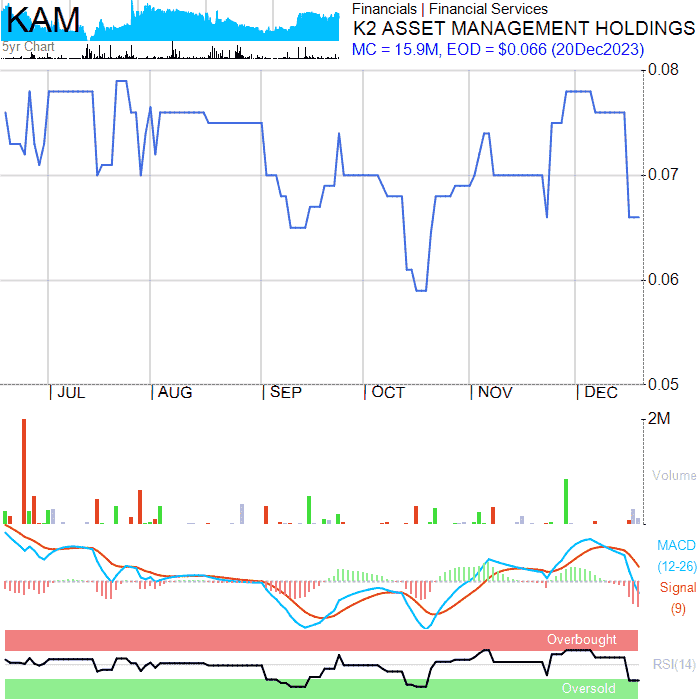 KAM
5yr Chart
Financials | Financial Services
K2 ASSET MANAGEMENT HOLDINGS
MC = 15.9M, EOD = $0.066 (20Dec2023)
0.08
0.07
0.06
0.05
JUL AUG SEP OCT NOV DEC
2M
Volume
MACD
(12-26)
Signal
(9)
Overbought
RSI(14)
Oversold